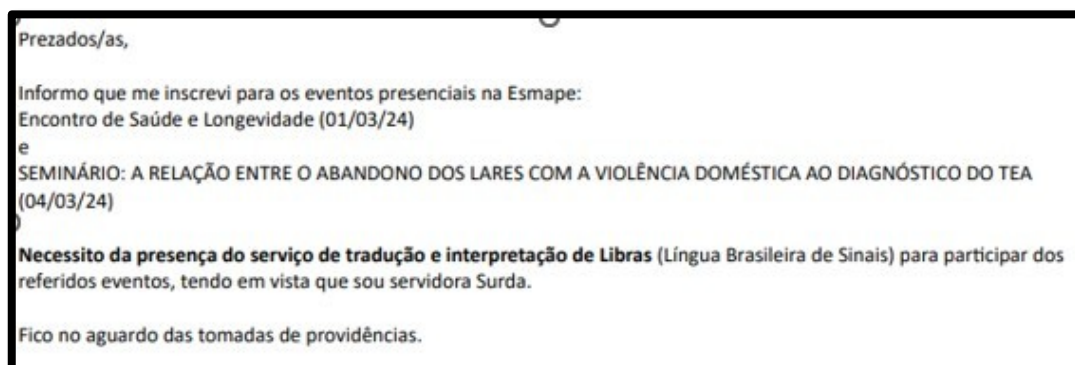 Prezados/as,
Informo que me inscrevi para os eventos presenciais na Esmape:
Encontro de Saúde e Longevidade (01/03/24)
e
SEMINÁRIO: A RELAÇÃO ENTRE O ABANDONO DOS LARES COM A VIOLÊNCIA DOMÉSTICA AO DIAGNÓSTICO DO TEA
(04/03/24)
Necessito da presença do serviço de tradução e interpretação de Libras (Língua Brasileira de Sinais) para participar dos
referidos eventos, tendo em vista que sou servidora Surda.
Fico no aguardo das tomadas de providências.